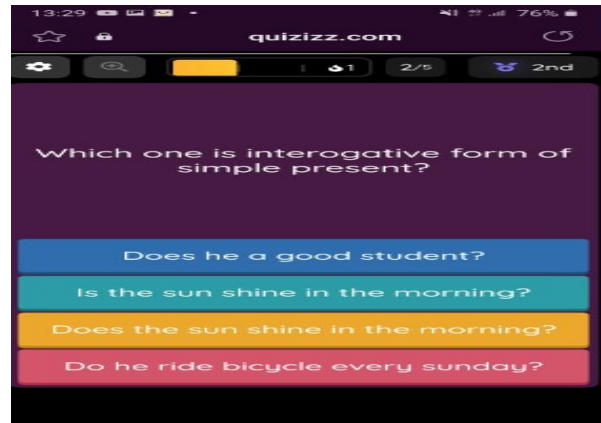 13:29 76%
quizizz.com
1 2/5 2nd
Which one is interogative form of
simple present?
Does he a good student?
Is the sun shine in the morning?
Does the sun shine in the morning?
Do he ride bicycle every sunday?